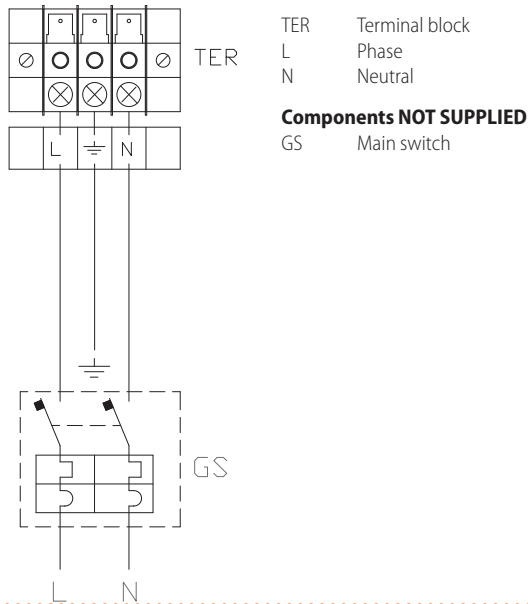 TER
TER Terminal block
L Phase
N Neutral
Components NOT SUPPLIED
GS Main switch
L N
GS
L N